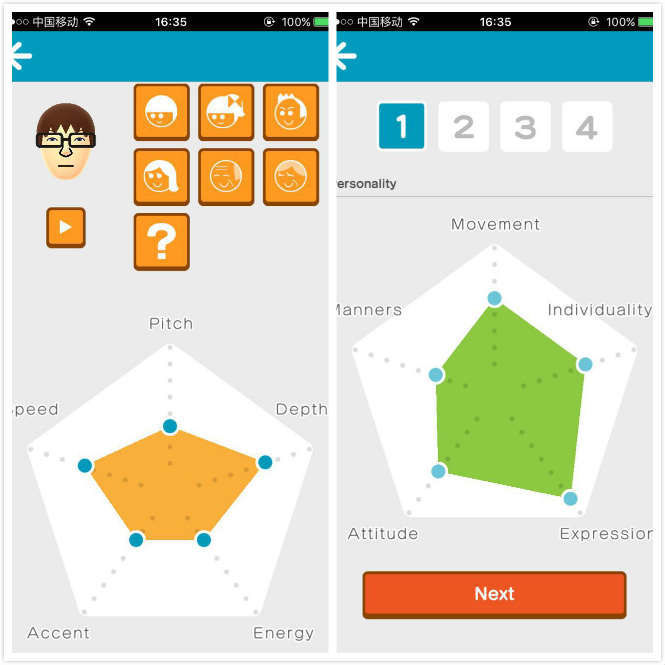 中国移动 16:35 100%
?
Pitch
peed Depth
Accent Energy
中国移动 16:35 100%
1 2 3 4
ersonality
Movement
Manners Individuality
Attitude Expression
Next